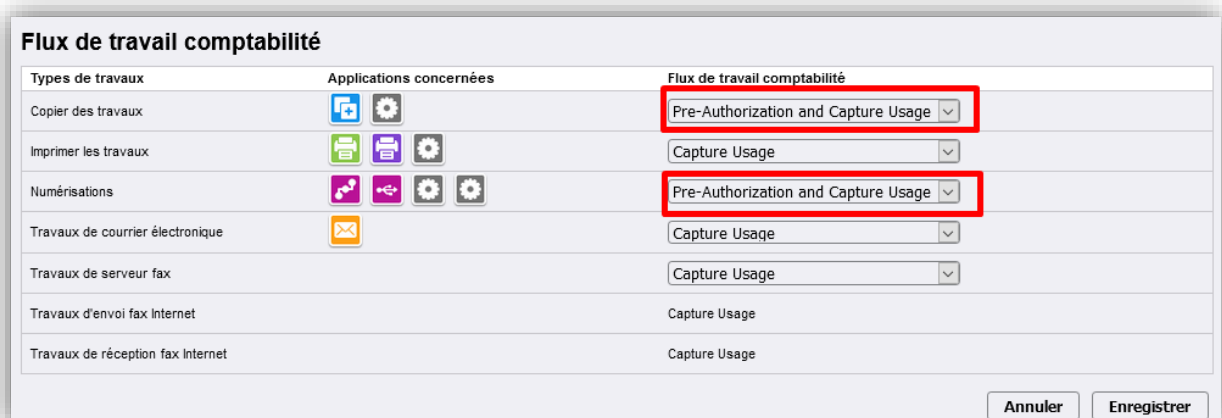 Flux de travail comptabilité
Types de travaux Applications concernées Flux de travail comptabilité
Copier des travaux Pre-Authorization and Capture Usage
Imprimer les travaux Capture Usage
Numérisations Pre-Authorization and Capture Usage
Travaux de courrier électronique Capture Usage
Travaux de serveur fax Capture Usage
Travaux d'envoi fax Internet Capture Usage
Travaux de réception fax Internet Capture Usage
Annuler Enregistrer